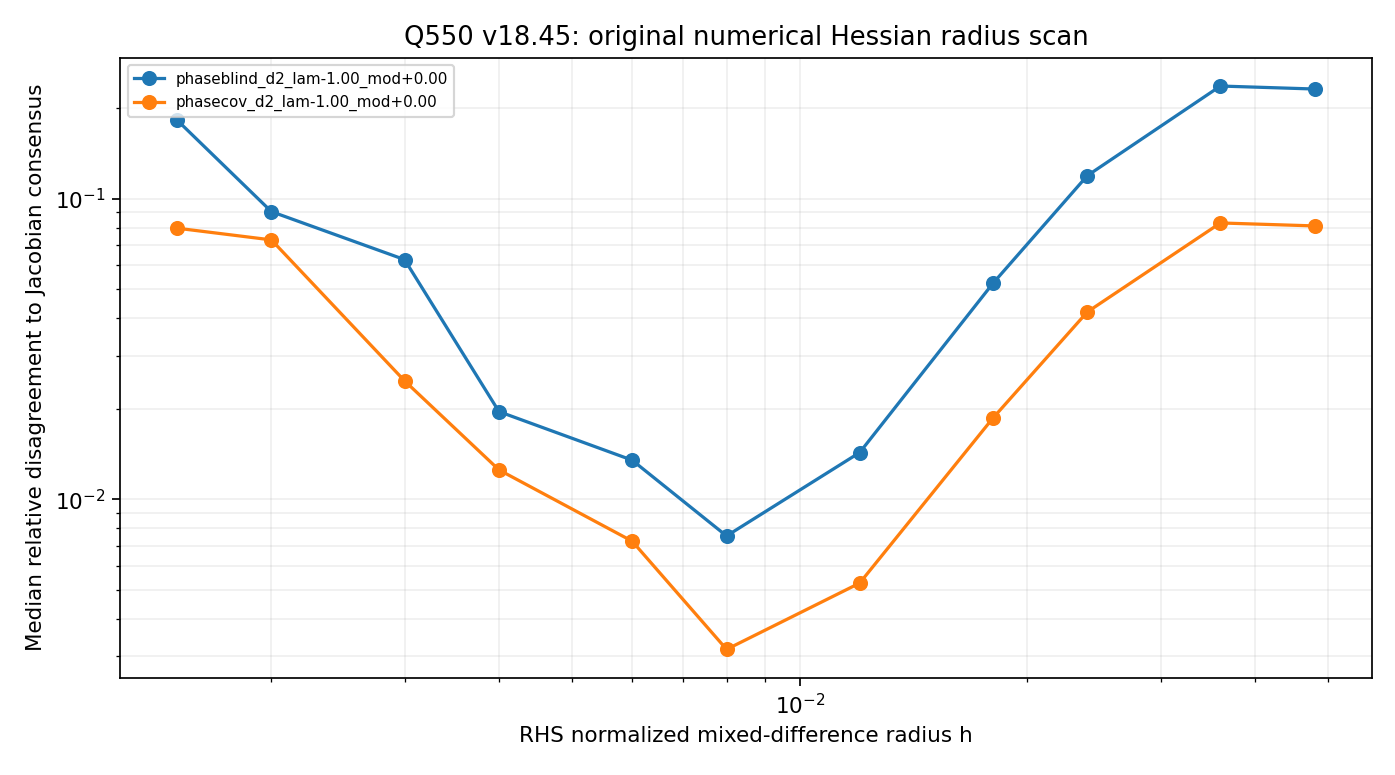 Q550 v18.45: original numerical Hessian radius scan
phaseblind_d2_lam-1.00_mod+0.00
phasecov_d2_lam-1.00_mod+0.00
Median relative disagreement to Jacobian consensus
10⁻¹
10⁻²
10⁻²
RHS normalized mixed-difference radius h